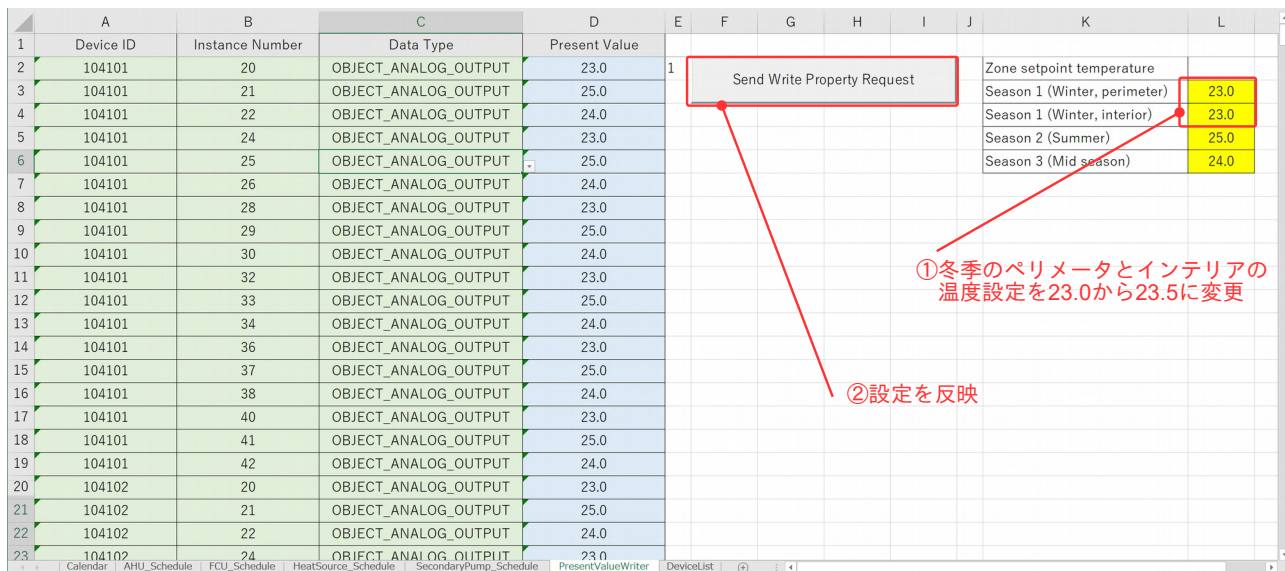 A B C D E F G H I J K L
1 Device ID Instance Number Data Type Present Value
2 104101 20 OBJECT_ANALOG_OUTPUT 23.0 1 Send Write Property Request Zone setpoint temperature
3 104101 21 OBJECT_ANALOG_OUTPUT 25.0 Season 1 (Winter, perimeter) 23.0
4 104101 22 OBJECT_ANALOG_OUTPUT 24.0 Season 1 (Winter, interior) 23.0
5 104101 24 OBJECT_ANALOG_OUTPUT 23.0 Season 2 (Summer) 25.0
6 104101 25 OBJECT_ANALOG_OUTPUT 25.0 Season 3 (Mid season) 24.0
7 104101 26 OBJECT_ANALOG_OUTPUT 24.0
8 104101 28 OBJECT_ANALOG_OUTPUT 23.0
9 104101 29 OBJECT_ANALOG_OUTPUT 25.0
10 104101 30 OBJECT_ANALOG_OUTPUT 24.0
11 104101 32 OBJECT_ANALOG_OUTPUT 23.0
12 104101 33 OBJECT_ANALOG_OUTPUT 25.0
13 104101 34 OBJECT_ANALOG_OUTPUT 24.0
14 104101 36 OBJECT_ANALOG_OUTPUT 23.0
15 104101 37 OBJECT_ANALOG_OUTPUT 25.0
16 104101 38 OBJECT_ANALOG_OUTPUT 24.0
17 104101 40 OBJECT_ANALOG_OUTPUT 23.0
18 104101 41 OBJECT_ANALOG_OUTPUT 25.0
19 104101 42 OBJECT_ANALOG_OUTPUT 24.0
20 104102 20 OBJECT_ANALOG_OUTPUT 23.0
21 104102 21 OBJECT_ANALOG_OUTPUT 25.0
22 104102 22 OBJECT_ANALOG_OUTPUT 24.0
23 104102 24 OBJECT_ANALOG_OUTPUT 23.0
①冬季のペリメータとインテリアの
温度設定を23.0から23.5に変更
②設定を反映
Calendar AHU_Schedule FCU_Schedule HeatSource_Schedule SecondaryPump_Schedule PresentValueWriter DeviceList